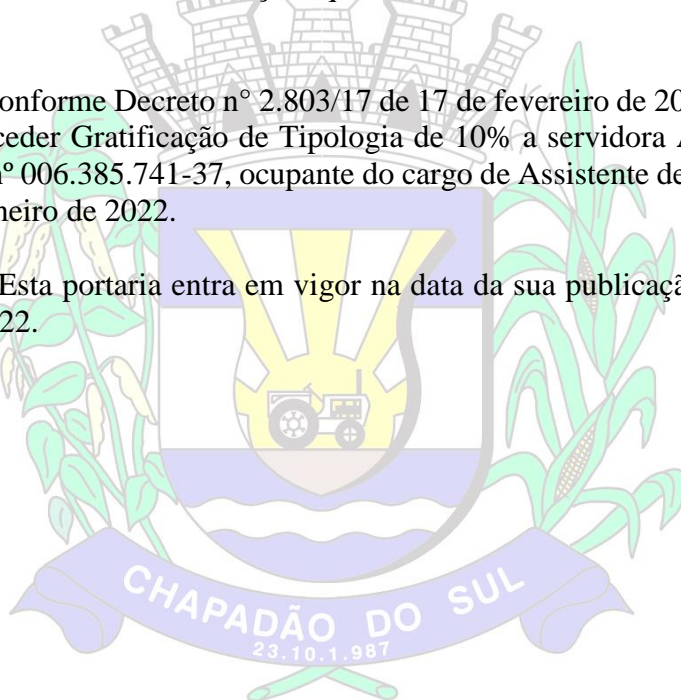 onforme Decreto n° 2.803/17 de 17 de fevereiro de 20
ceder Gratificação de Tipologia de 10% a servidora
nº 006.385.741-37, ocupante do cargo de Assistente de
neiro de 2022.
Esta portaria entra em vigor na data da sua publicaçã
22.
CHAPADÃO DO SUL
23.10.1.987